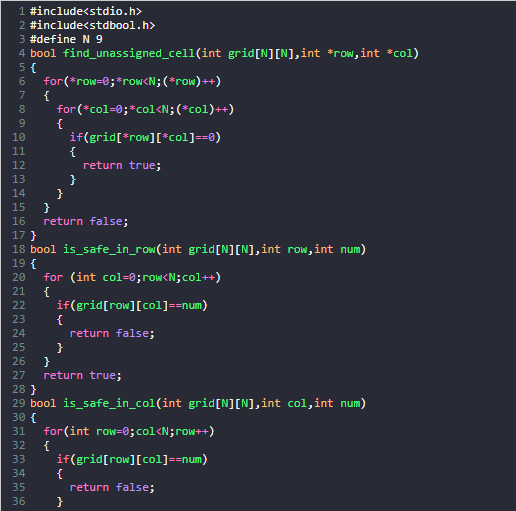 1 #include<stdio.h>
2 #include<stdbool.h>
3 #define N 9
4 bool find_unassigned_cell(int grid[N][N],int *row,int *col)
5 {
6   for(*row=0;*row<N;(*row)++)
7   {
8     for(*col=0;*col<N;(*col)++)
9     {
10       if(grid[*row][*col]==0)
11       {
12         return true;
13       }
14     }
15   }
16   return false;
17 }
18 bool is_safe_in_row(int grid[N][N],int row,int num)
19 {
20   for (int col=0;row<N;col++)
21   {
22     if(grid[row][col]==num)
23     {
24       return false;
25     }
26   }
27   return true;
28 }
29 bool is_safe_in_col(int grid[N][N],int col,int num)
30 {
31   for(int row=0;col<N;row++)
32   {
33     if(grid[row][col]==num)
34     {
35       return false;
36     }